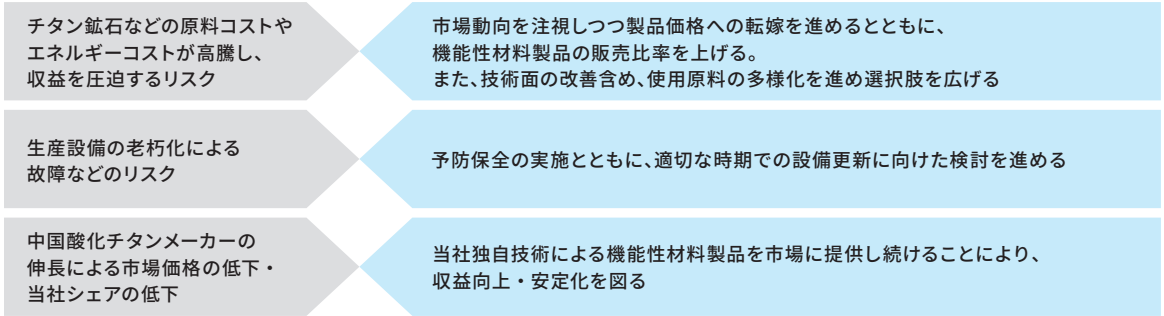 チタン鉱石などの原料コストや
エネルギーコストが高騰し、
収益を圧迫するリスク
市場動向を注視しつつ製品価格への転嫁を進めるとともに、
機能性材料製品の販売比率を上げる。
また、技術面の改善含め、使用原料の多様化を進め選択肢を広げる
生産設備の老朽化による
故障などのリスク
予防保全の実施とともに、適切な時期での設備更新に向けた検討を進める
中国酸化チタンメーカーの
伸長による市場価格の低下・
当社シェアの低下
当社独自技術による機能性材料製品を市場に提供し続けることにより、
収益向上・安定化を図る